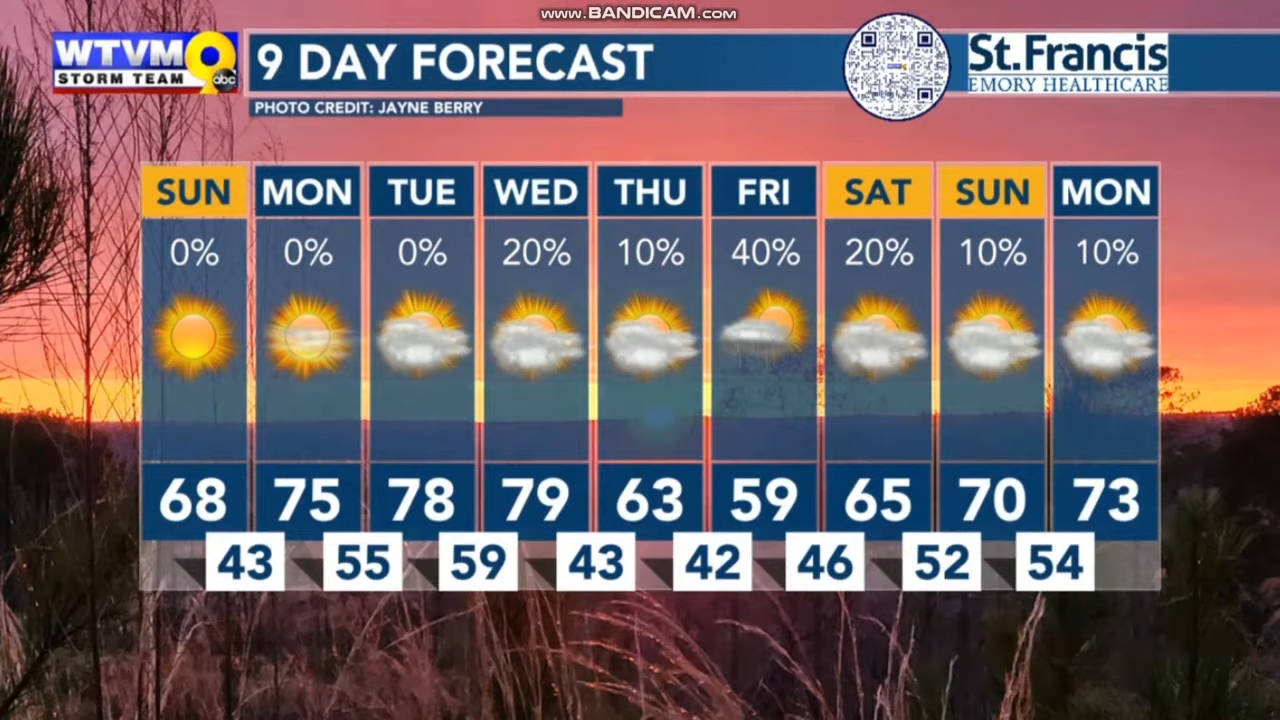 www.BANDICAM.com
WTVM 9
STORM TEAM abc
9 DAY FORECAST
PHOTO CREDIT: JAYNE BERRY
St.Francis
EMORY HEALTHCARE
SUN MON TUE WED THU FRI SAT SUN MON
0% 0% 0% 20% 10% 40% 20% 10% 10%
68 75 78 79 63 59 65 70 73
43 55 59 43 42 46 52 54